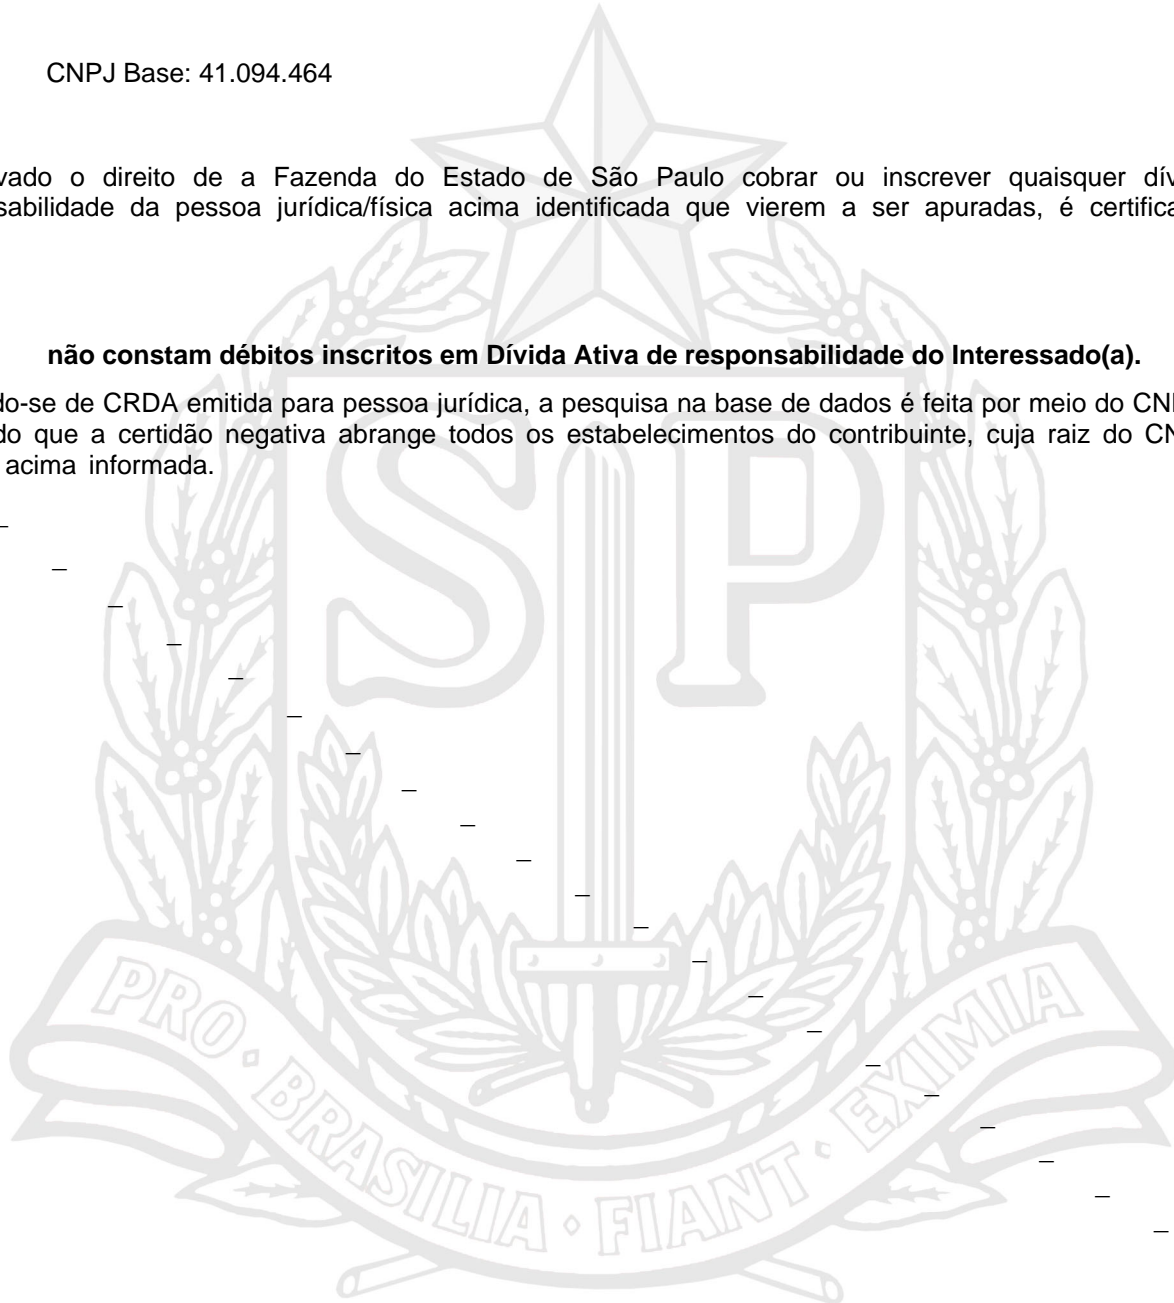 CNPJ Base: 41.094.464
vado o direito de a Fazenda do Estado de São Paulo cobrar ou inscrever quaisquer dív
sabilidade da pessoa jurídica/física acima identificada que vierem a ser apuradas, é certifica
não constam débitos inscritos em Dívida Ativa de responsabilidade do Interessado(a).
do-se de CRDA emitida para pessoa jurídica, a pesquisa na base de dados é feita por meio do CN
do que a certidão negativa abrange todos os estabelecimentos do contribuinte, cuja raiz do CN
acima informada.
SP
PRO • BRASILIA • FIANT • EXIMIA